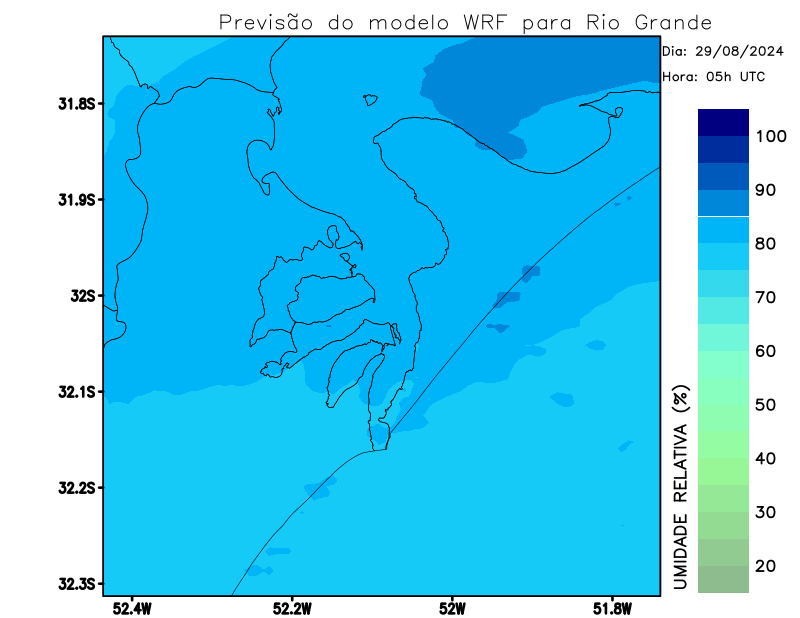 Previsão do modelo WRF para Rio Grande
Dia: 29/08/2024
Hora: 05h UTC
31.8S
31.9S
32S
32.1S
32.2S
32.3S
52.4W
52.2W
52W
51.8W
100
90
80
70
60
50
40
30
20
UMIDADE RELATIVA (%)